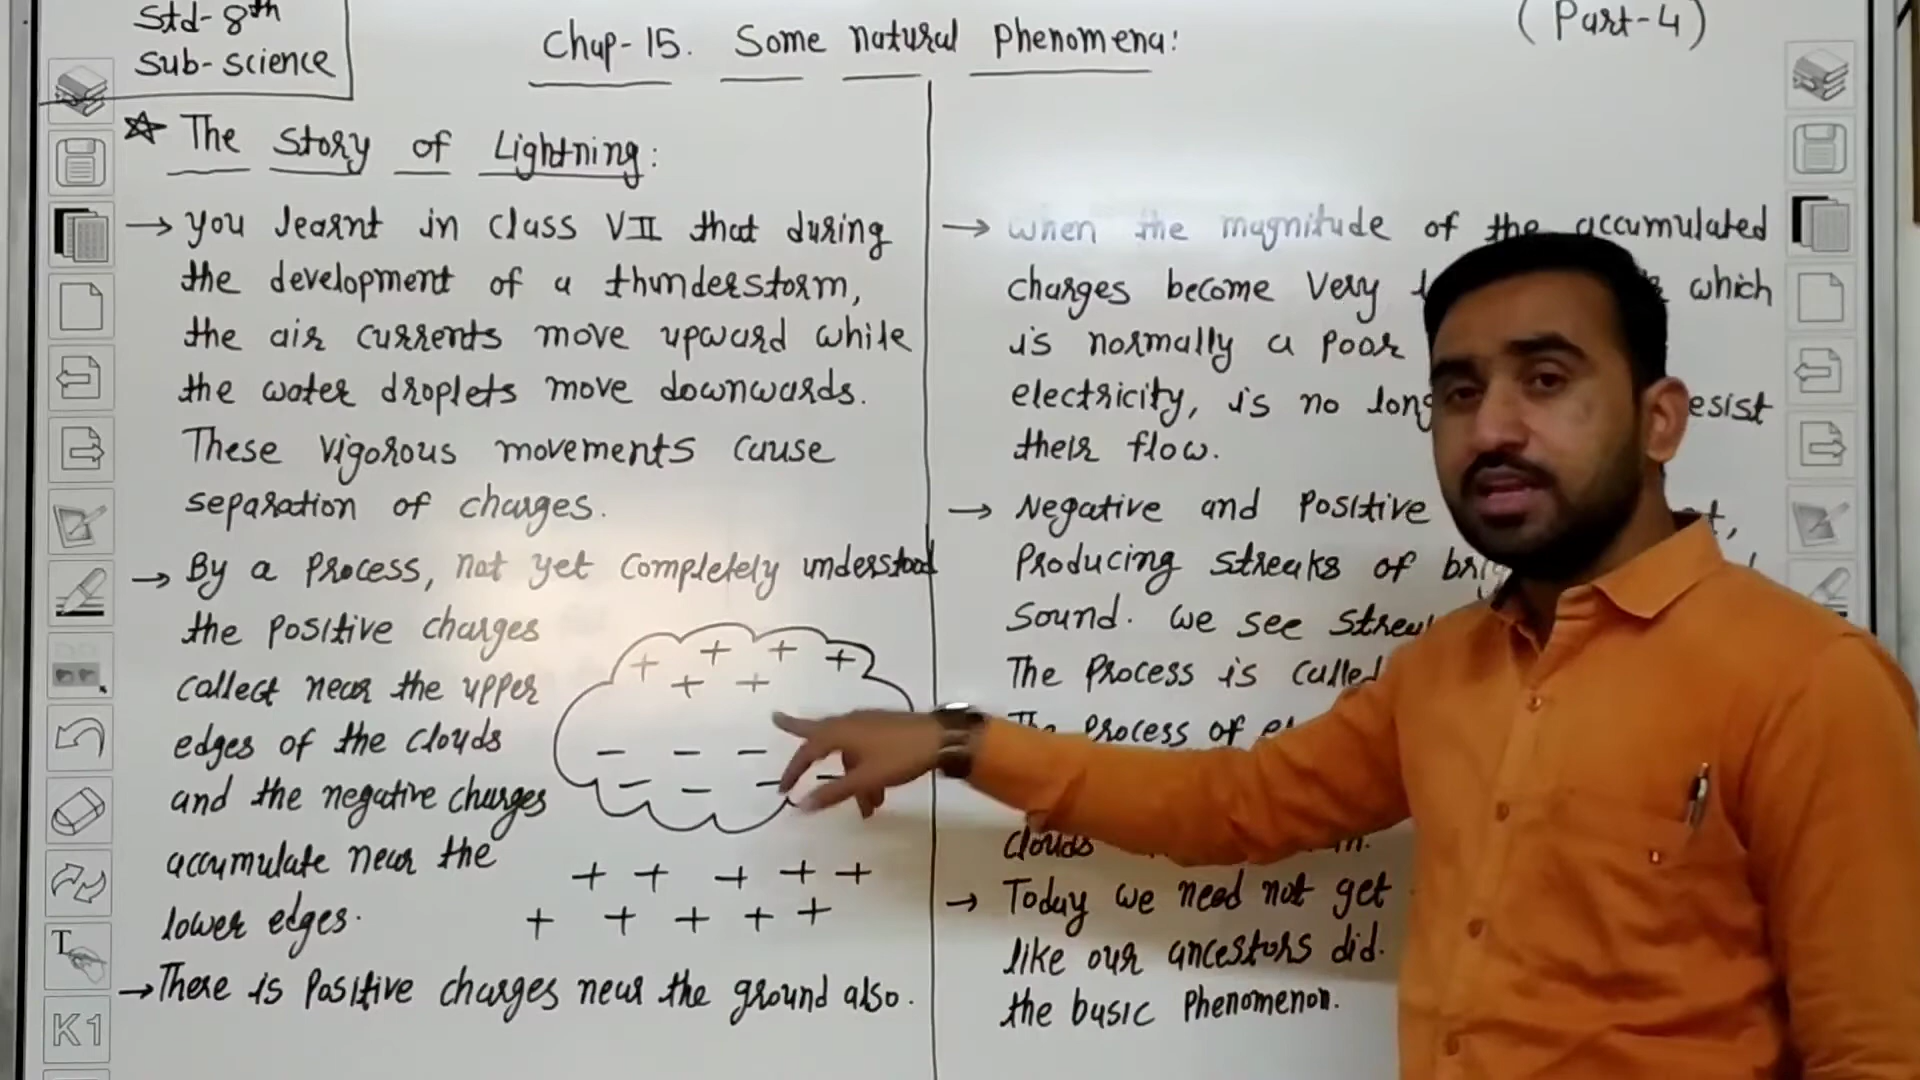 Std-8th
Sub-science
Chap-15. Some natural Phenomena:
(Part-4)
☆ The Story of Lightning:
→ you learnt in class VII that during
the development of a thunderstorm,
the air currents move upward while
the water droplets move downwards.
These vigorous movements cause
separation of charges.
→ By a Process, not yet completely understood
the positive charges
collect near the upper
edges of the clouds
and the negative charges
accumulate near the
lower edges.
→ There is Positive charges near the ground also.
+ + + +
+ +
- - -
- - - -
+ + + + +
+ + + + +
→ when the magnitude of the accumulated
charges become Very which
is normally a poor
electricity, is no
their flow.
→ Negative and Positive
Producing streaks of
Sound. we see
The Process is called
The Process of
clouds
→ Today we need not get
like our ancestors did.
the basic Phenomenon.
T
K1